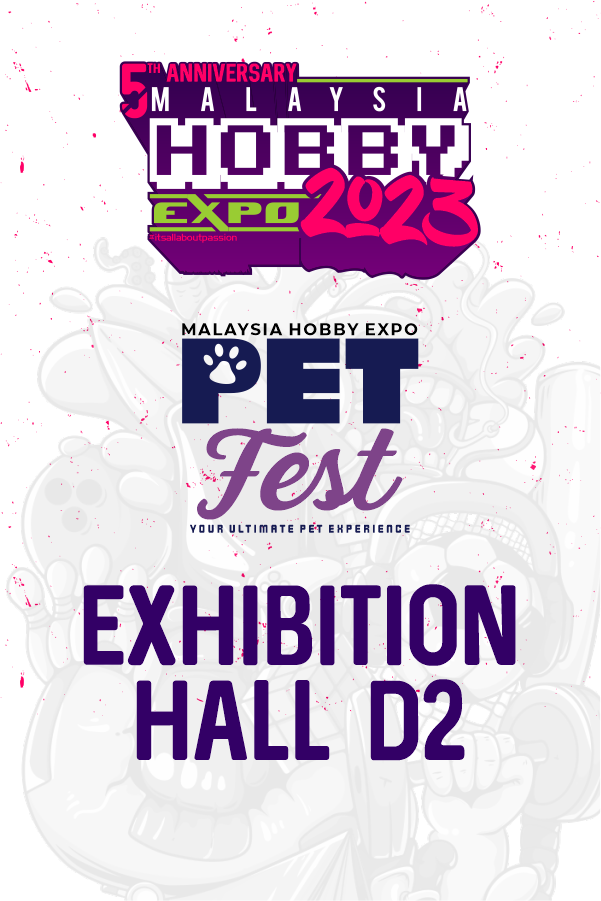 5TH ANNIVERSARY
MALAYSIA
HOBBY
EXPO 2023
#itsallaboutpassion
MALAYSIA HOBBY EXPO
PET
Fest
YOUR ULTIMATE PET EXPERIENCE
EXHIBITION
HALL D2